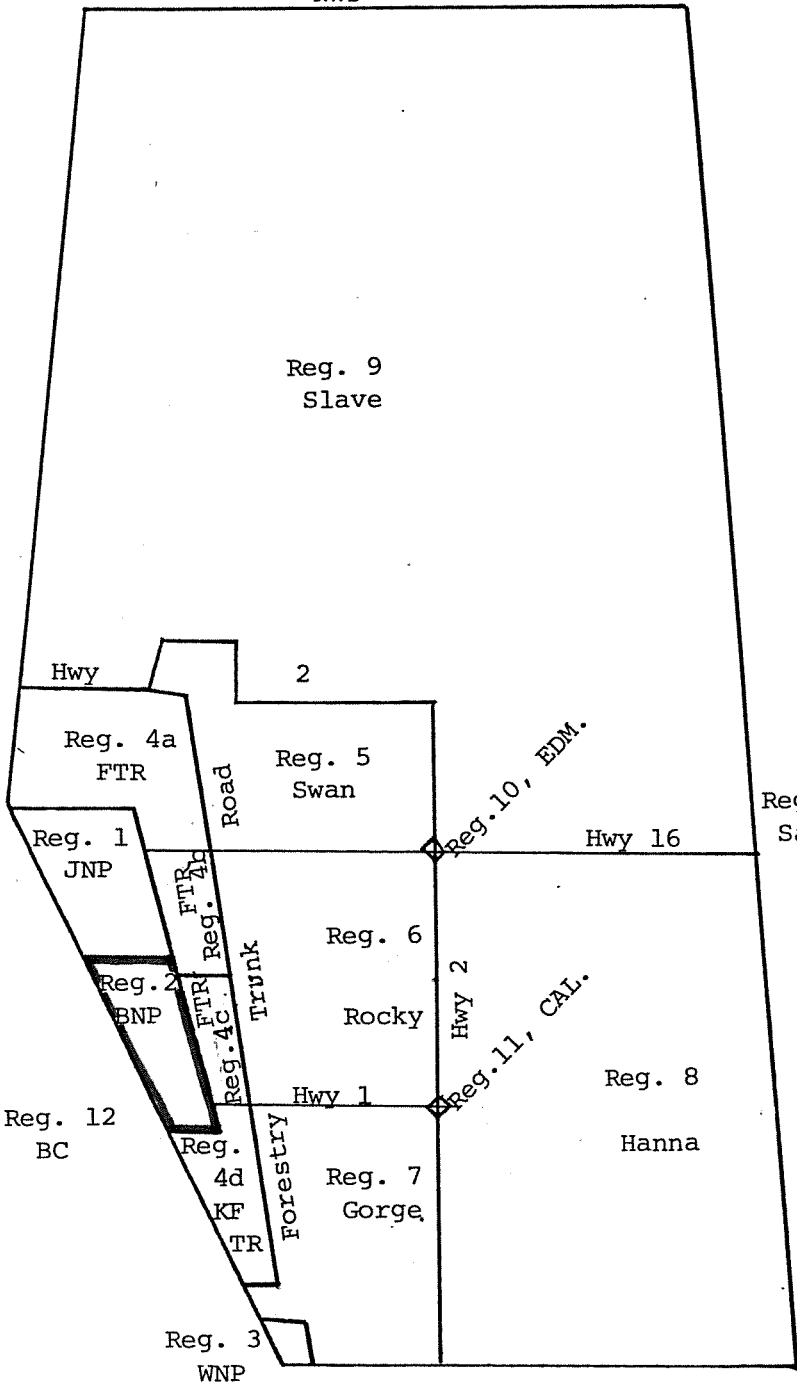 Reg. 9
Slave
Hwy 2
Reg. 4a
FTR
Road
Reg. 5
Swan
Reg.10, EDM.
Reg. 1
JNP
Hwy 16
FTR
Reg. 4b
Reg. 6
Rocky
Trunk
Hwy 2
Reg.2
BNP
FTR
Reg.4c
Reg.11, CAL.
Hwy 1
Reg. 8
Hanna
Reg. 12
BC
Reg.
4d
KF
TR
Forestry
Reg. 7
Gorge
Reg. 3
WNP